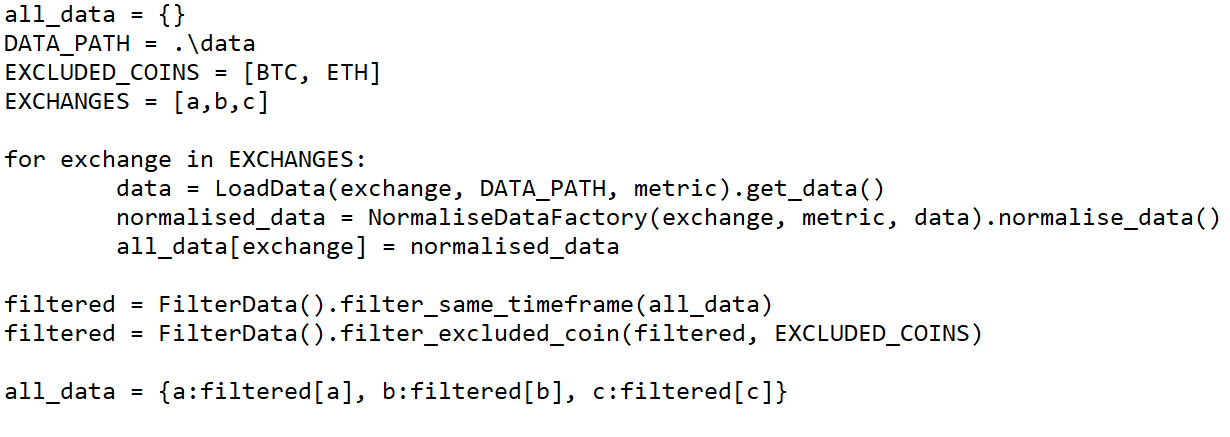 all_data = {}
DATA_PATH = .\data
EXCLUDED_COINS = [BTC, ETH]
EXCHANGES = [a,b,c]

for exchange in EXCHANGES:
        data = LoadData(exchange, DATA_PATH, metric).get_data()
        normalised_data = NormaliseDataFactory(exchange, metric, data).normalise_data()
        all_data[exchange] = normalised_data

filtered = FilterData().filter_same_timeframe(all_data)
filtered = FilterData().filter_excluded_coin(filtered, EXCLUDED_COINS)

all_data = {a:filtered[a], b:filtered[b], c:filtered[c]}